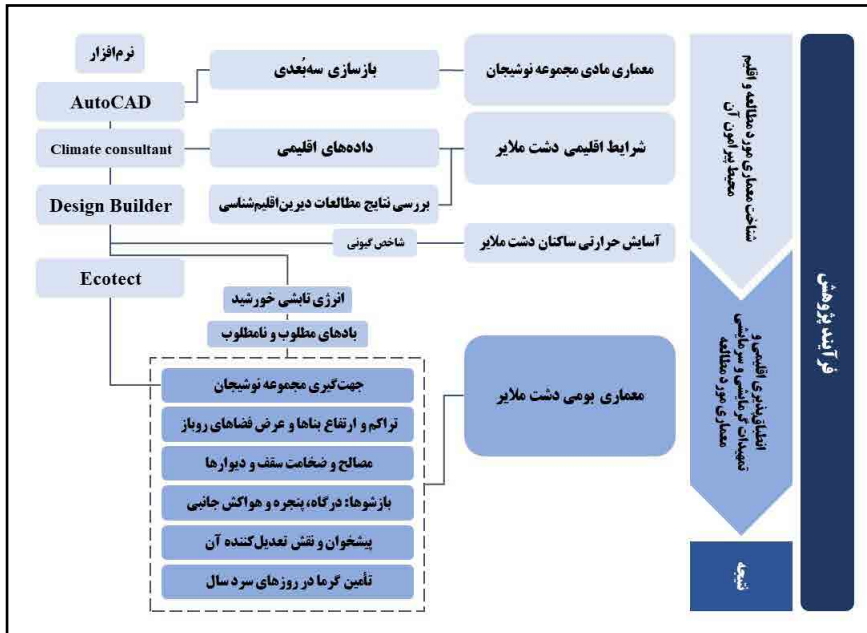 فرآیند پژوهش
شناخت معماری مورد مطالعه و اقلیم
محیط پیرامون آن
انطباق‌پذیری اقلیمی و
تمهیدات گرمایشی و سرمایشی
معماری مورد مطالعه
نتیجه
معماری مادی مجموعه نوشیجان
شرایط اقلیمی دشت ملایر
آسایش حرارتی ساکنان دشت ملایر
معماری بومی دشت ملایر
بازسازی سه‌بُعدی
داده‌های اقلیمی
بررسی نتایج مطالعات دیرین‌اقلیم‌شناسی
شاخص گیونی
انرژی تابشی خورشید
بادهای مطلوب و نامطلوب
جهت‌گیری مجموعه نوشیجان
تراکم و ارتفاع بناها و عرض فضاهای روباز
مصالح و ضخامت سقف و دیوارها
بازشوها: درگاه، پنجره و هواکش جانبی
پیشخوان و نقش تعدیل‌کننده آن
تأمین گرما در روزهای سرد سال
نرم‌افزار
AutoCAD
Climate consultant
Design Builder
Ecotect